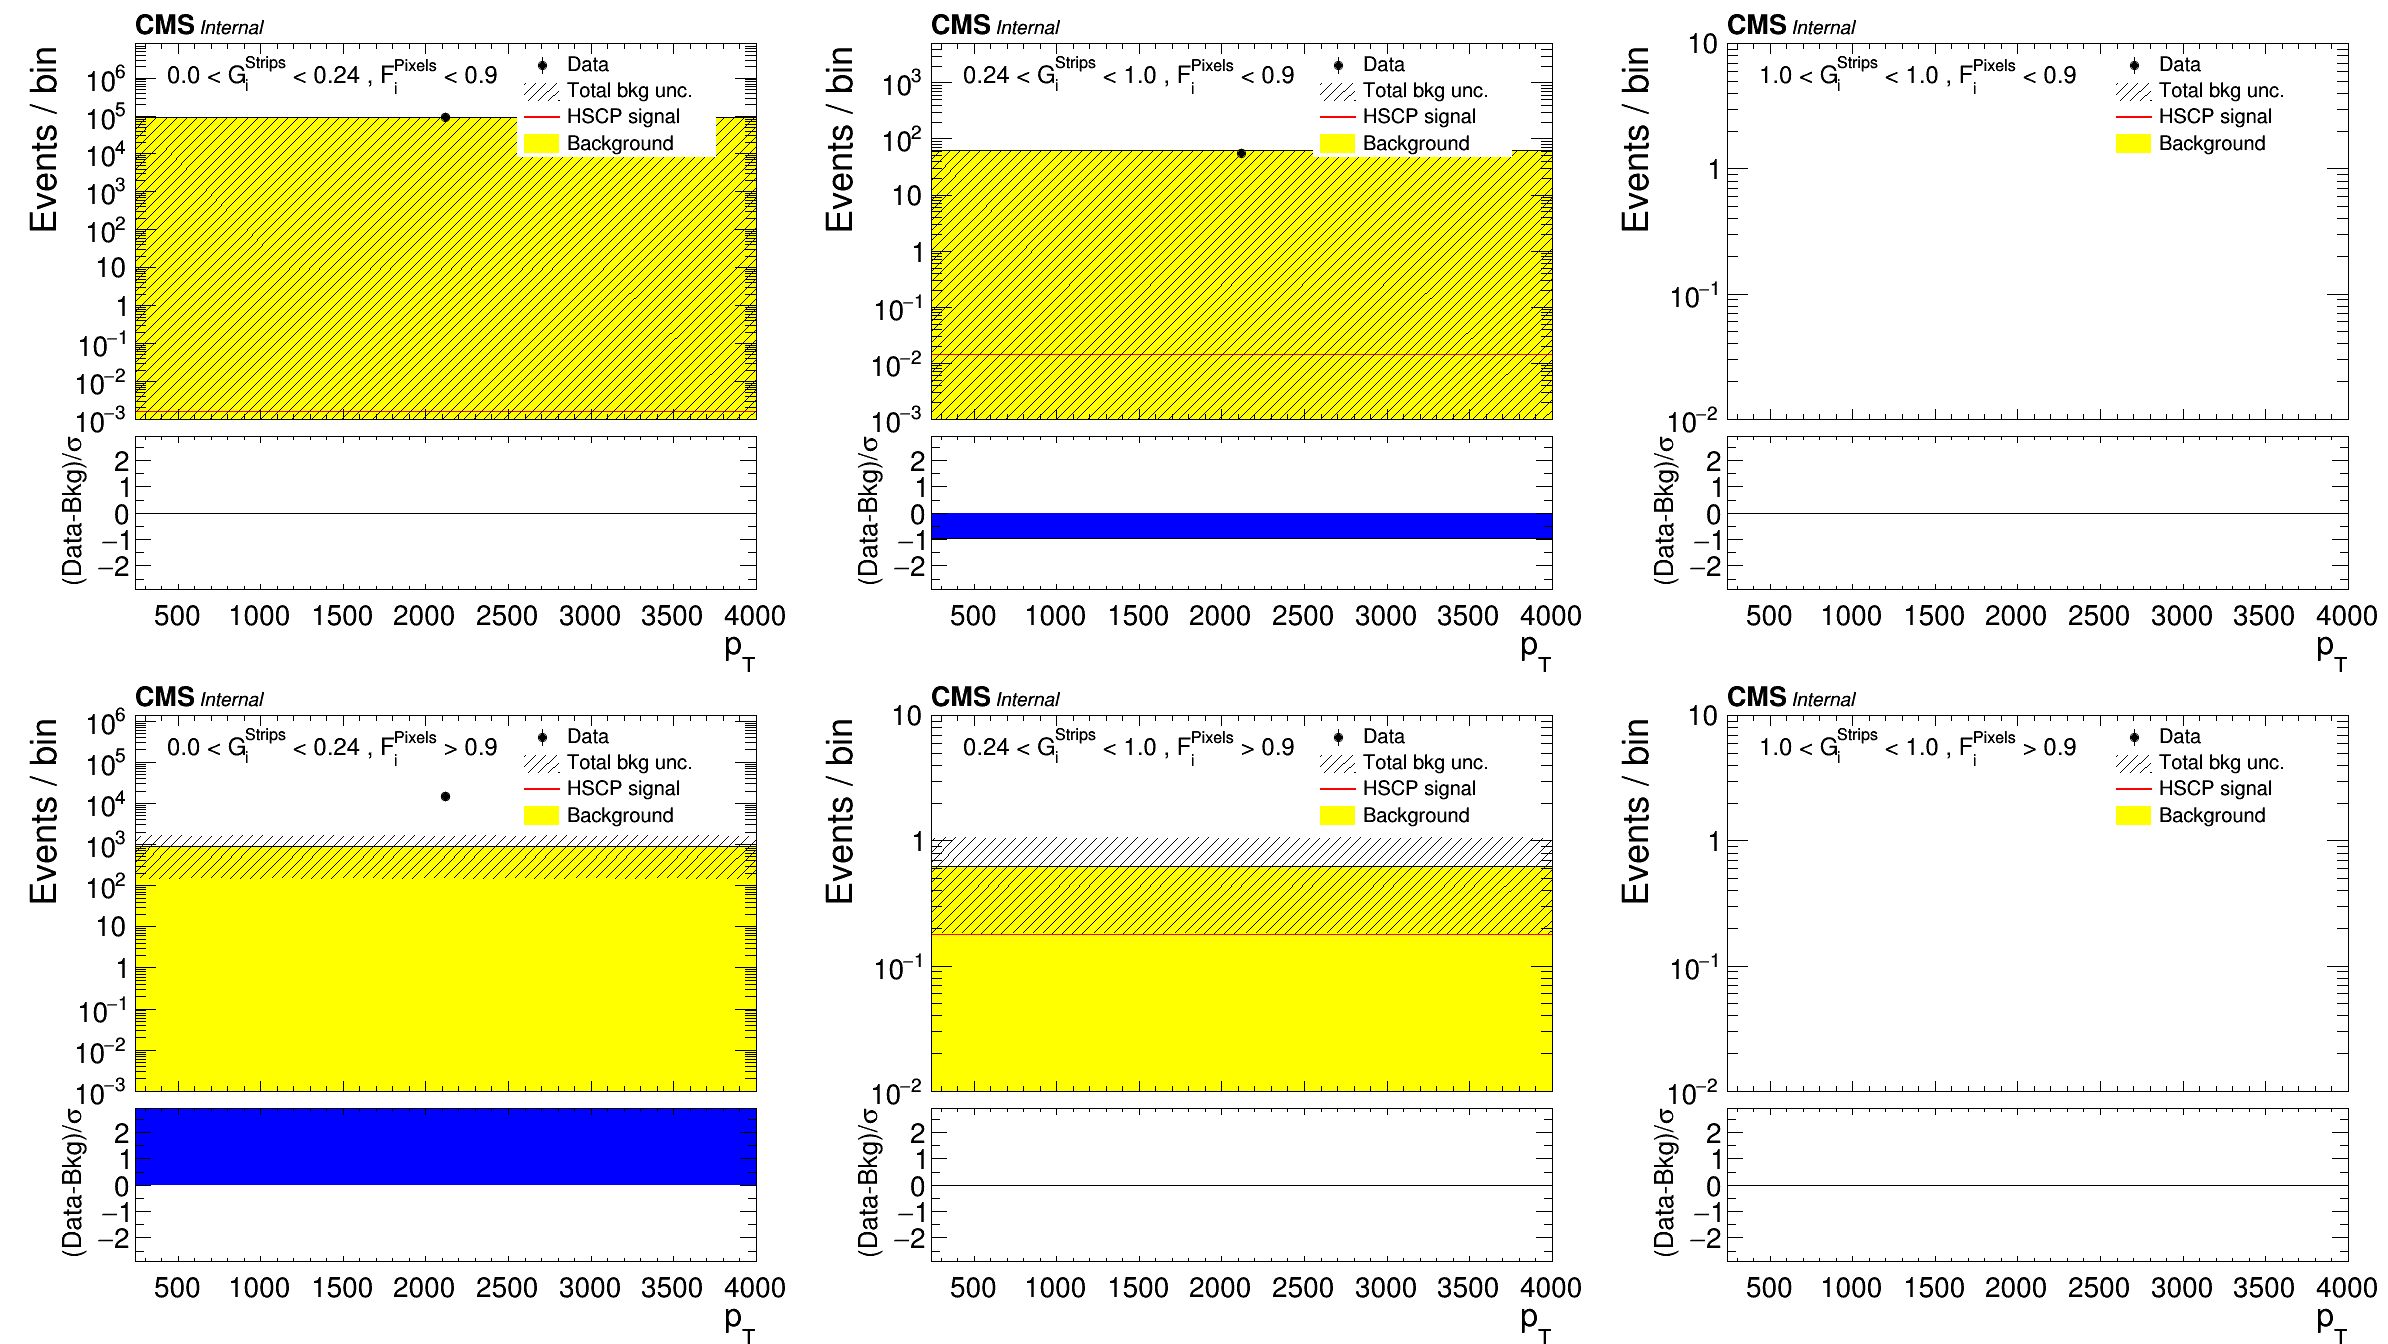 CMS Internal
Events / bin
0.0 < G_i^Strips < 0.24 , F_i^Pixels < 0.9
Data
Total bkg unc.
HSCP signal
Background
10^6
10^5
10^4
10^3
10^2
10
1
10^−1
10^−2
10^−3
(Data-Bkg)/σ
2
1
0
−1
−2
500 1000 1500 2000 2500 3000 3500 4000
p_T
CMS Internal
Events / bin
0.24 < G_i^Strips < 1.0 , F_i^Pixels < 0.9
Data
Total bkg unc.
HSCP signal
Background
10^3
10^2
10
1
10^−1
10^−2
10^−3
(Data-Bkg)/σ
2
1
0
−1
−2
500 1000 1500 2000 2500 3000 3500 4000
p_T
CMS Internal
Events / bin
1.0 < G_i^Strips < 1.0 , F_i^Pixels < 0.9
Data
Total bkg unc.
HSCP signal
Background
10
1
10^−1
10^−2
(Data-Bkg)/σ
2
1
0
−1
−2
500 1000 1500 2000 2500 3000 3500 4000
p_T
CMS Internal
Events / bin
0.0 < G_i^Strips < 0.24 , F_i^Pixels > 0.9
Data
Total bkg unc.
HSCP signal
Background
10^6
10^5
10^4
10^3
10^2
10
1
10^−1
10^−2
10^−3
(Data-Bkg)/σ
2
1
0
−1
−2
500 1000 1500 2000 2500 3000 3500 4000
p_T
CMS Internal
Events / bin
0.24 < G_i^Strips < 1.0 , F_i^Pixels > 0.9
Data
Total bkg unc.
HSCP signal
Background
10
1
10^−1
10^−2
(Data-Bkg)/σ
2
1
0
−1
−2
500 1000 1500 2000 2500 3000 3500 4000
p_T
CMS Internal
Events / bin
1.0 < G_i^Strips < 1.0 , F_i^Pixels > 0.9
Data
Total bkg unc.
HSCP signal
Background
10
1
10^−1
10^−2
(Data-Bkg)/σ
2
1
0
−1
−2
500 1000 1500 2000 2500 3000 3500 4000
p_T